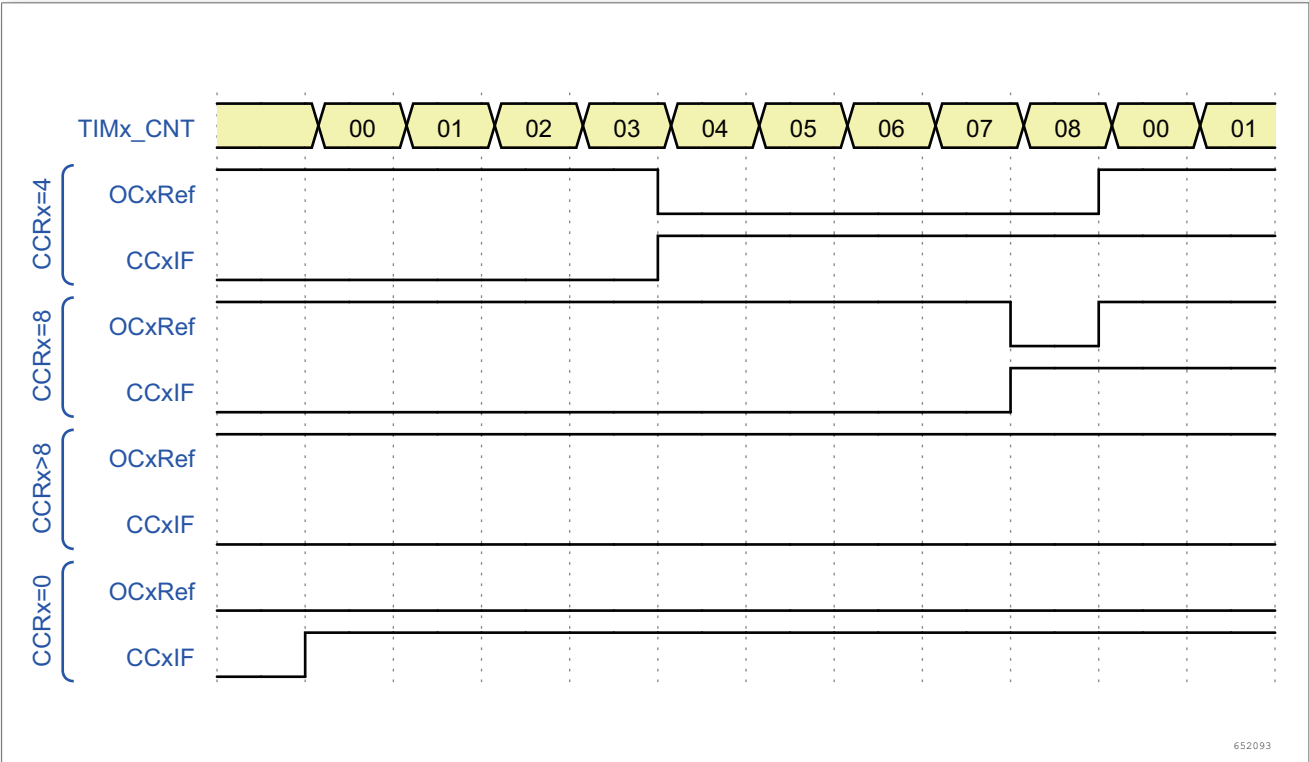 TIMx_CNT 00 01 02 03 04 05 06 07 08 00 01
CCRx=4
OCxRef
CCxIF
CCRx=8
OCxRef
CCxIF
CCRx>8
OCxRef
CCxIF
CCRx=0
OCxRef
CCxIF
652093